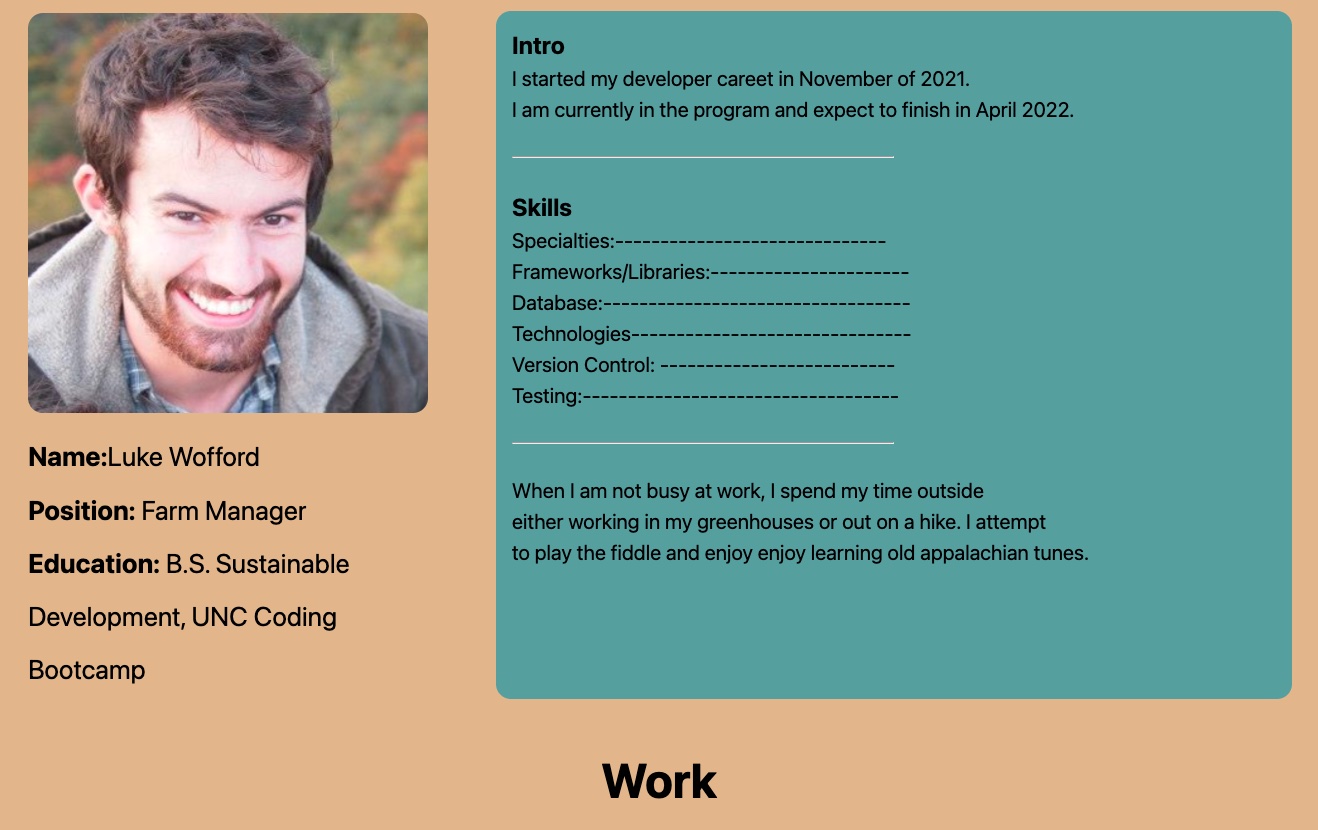 Name:Luke Wofford
Position: Farm Manager
Education: B.S. Sustainable
Development, UNC Coding
Bootcamp
Intro
I started my developer careet in November of 2021.
I am currently in the program and expect to finish in April 2022.
Skills
Specialties:------------------------------
Frameworks/Libraries:----------------------
Database:----------------------------------
Technologies-------------------------------
Version Control: --------------------------
Testing:-----------------------------------
When I am not busy at work, I spend my time outside
either working in my greenhouses or out on a hike. I attempt
to play the fiddle and enjoy enjoy learning old appalachian tunes.
Work